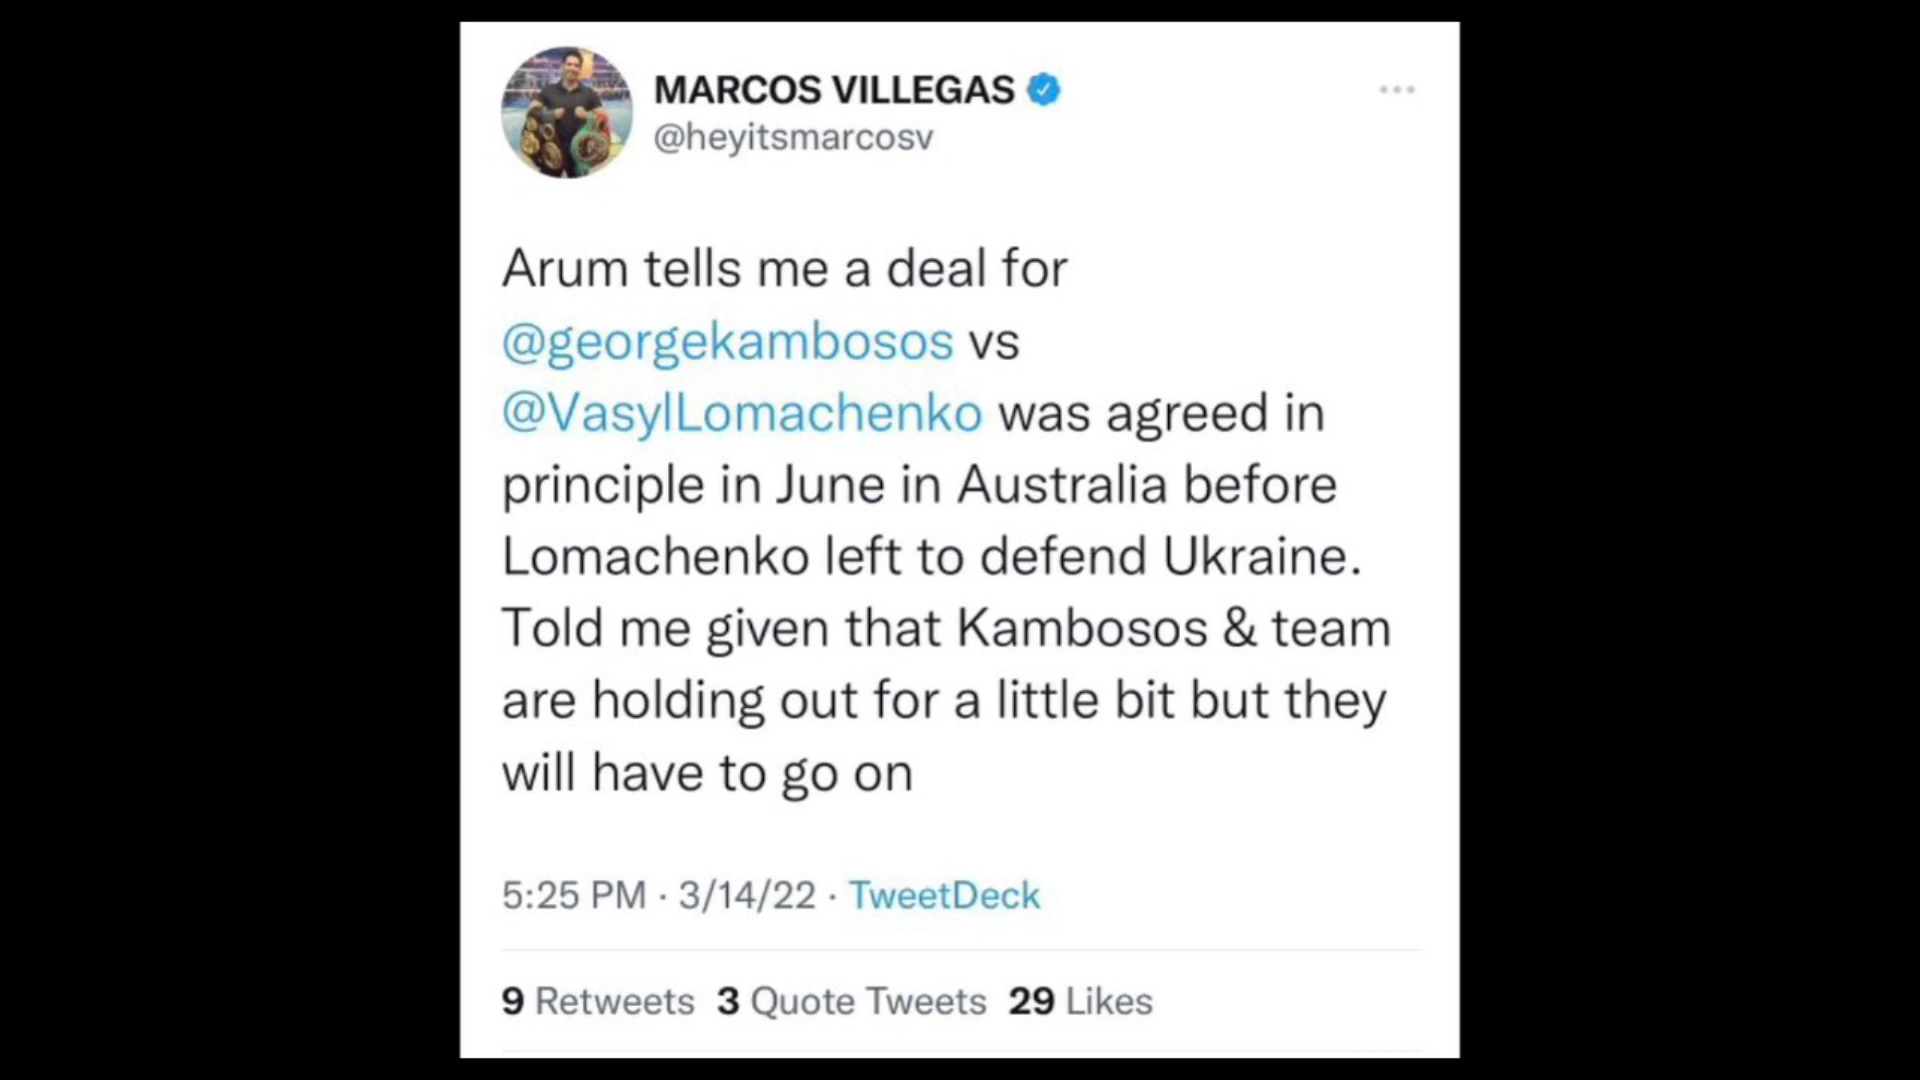 MARCOS VILLEGAS
@heyitsmarcosv
Arum tells me a deal for
@georgekambosos vs
@VasylLomachenko was agreed in
principle in June in Australia before
Lomachenko left to defend Ukraine.
Told me given that Kambosos & team
are holding out for a little bit but they
will have to go on
5:25 PM · 3/14/22 · TweetDeck
9 Retweets 3 Quote Tweets 29 Likes